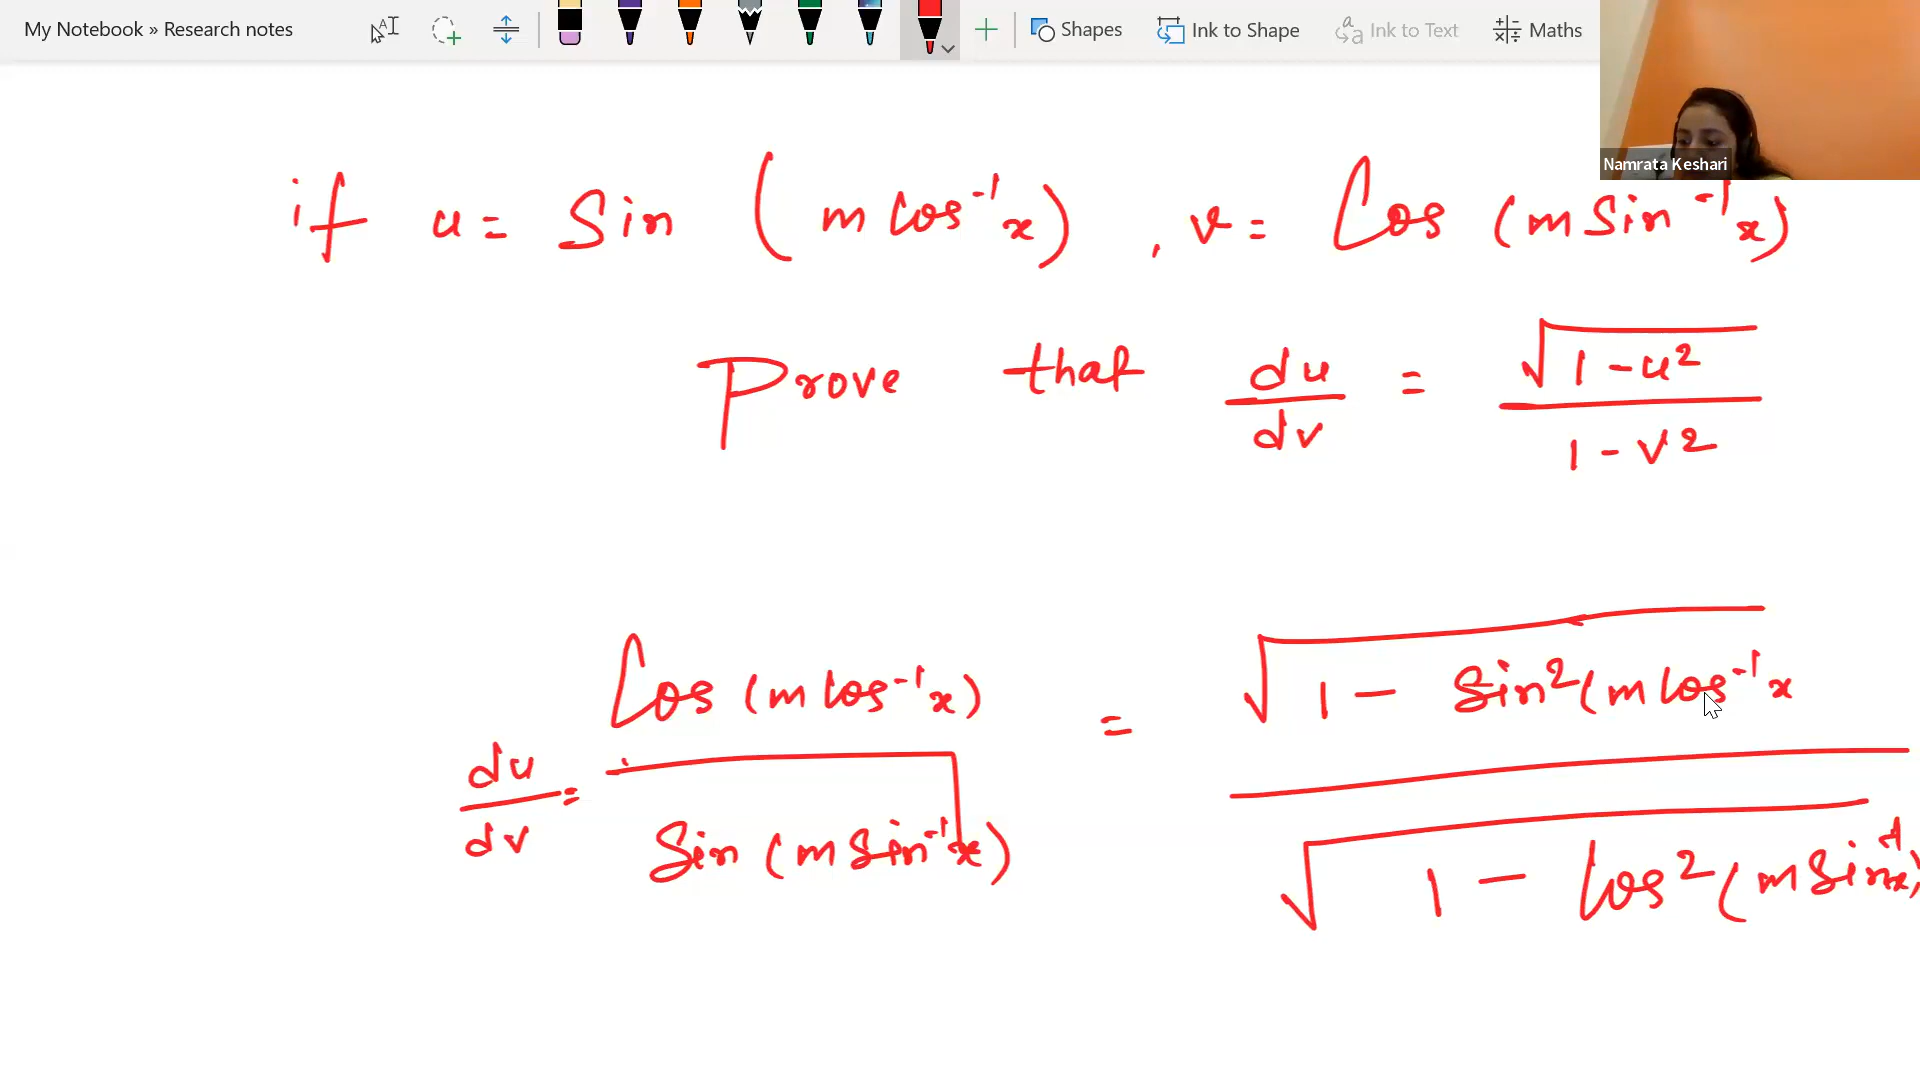 My Notebook » Research notes
Shapes Ink to Shape Ink to Text Maths
Namrata Keshari
if u = Sin (m Cos⁻¹x) , v = Cos (m Sin⁻¹x)
Prove that du/dv = √(1-u²) / 1-v²
du/dv = Cos (m Cos⁻¹x) / Sin (m Sin⁻¹x) = √(1 - Sin² (m Cos⁻¹x / √(1 - Cos² (m Sin⁻¹x)